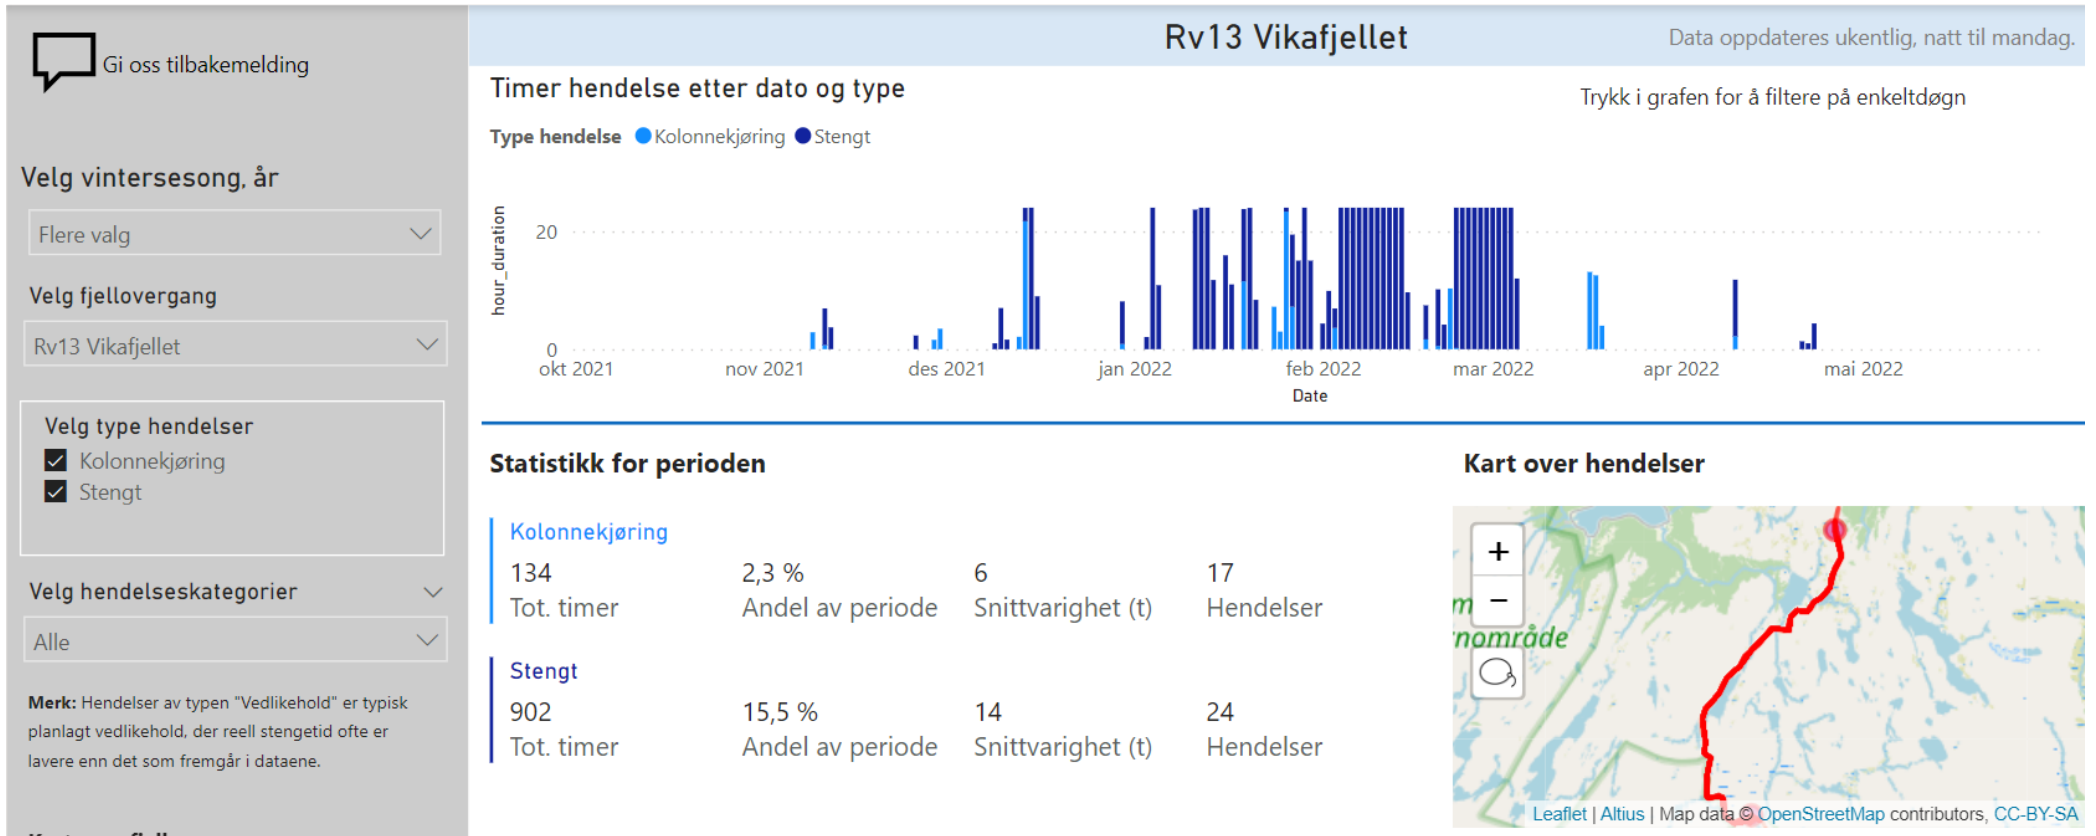 Gi oss tilbakemelding
Velg vintersesong, år
Flere valg
Velg fjellovergang
Rv13 Vikafjellet
Velg type hendelser
Kolonnekjøring
Stengt
Velg hendelseskategorier
Alle
Merk: Hendelser av typen "Vedlikehold" er typisk
planlagt vedlikehold, der reell stengetid ofte er
lavere enn det som fremgår i dataene.
Rv13 Vikafjellet
Data oppdateres ukentlig, natt til mandag.
Timer hendelse etter dato og type
Trykk i grafen for å filtere på enkeltdøgn
Type hendelse Kolonnekjøring Stengt
hour_duration
20
0
okt 2021 nov 2021 des 2021 jan 2022 feb 2022 mar 2022 apr 2022 mai 2022
Date
Statistikk for perioden
Kolonnekjøring
134 2,3 % 6 17
Tot. timer Andel av periode Snittvarighet (t) Hendelser
Stengt
902 15,5 % 14 24
Tot. timer Andel av periode Snittvarighet (t) Hendelser
Kart over hendelser
+
−
nområde
Leaflet | Altius | Map data © OpenStreetMap contributors, CC-BY-SA